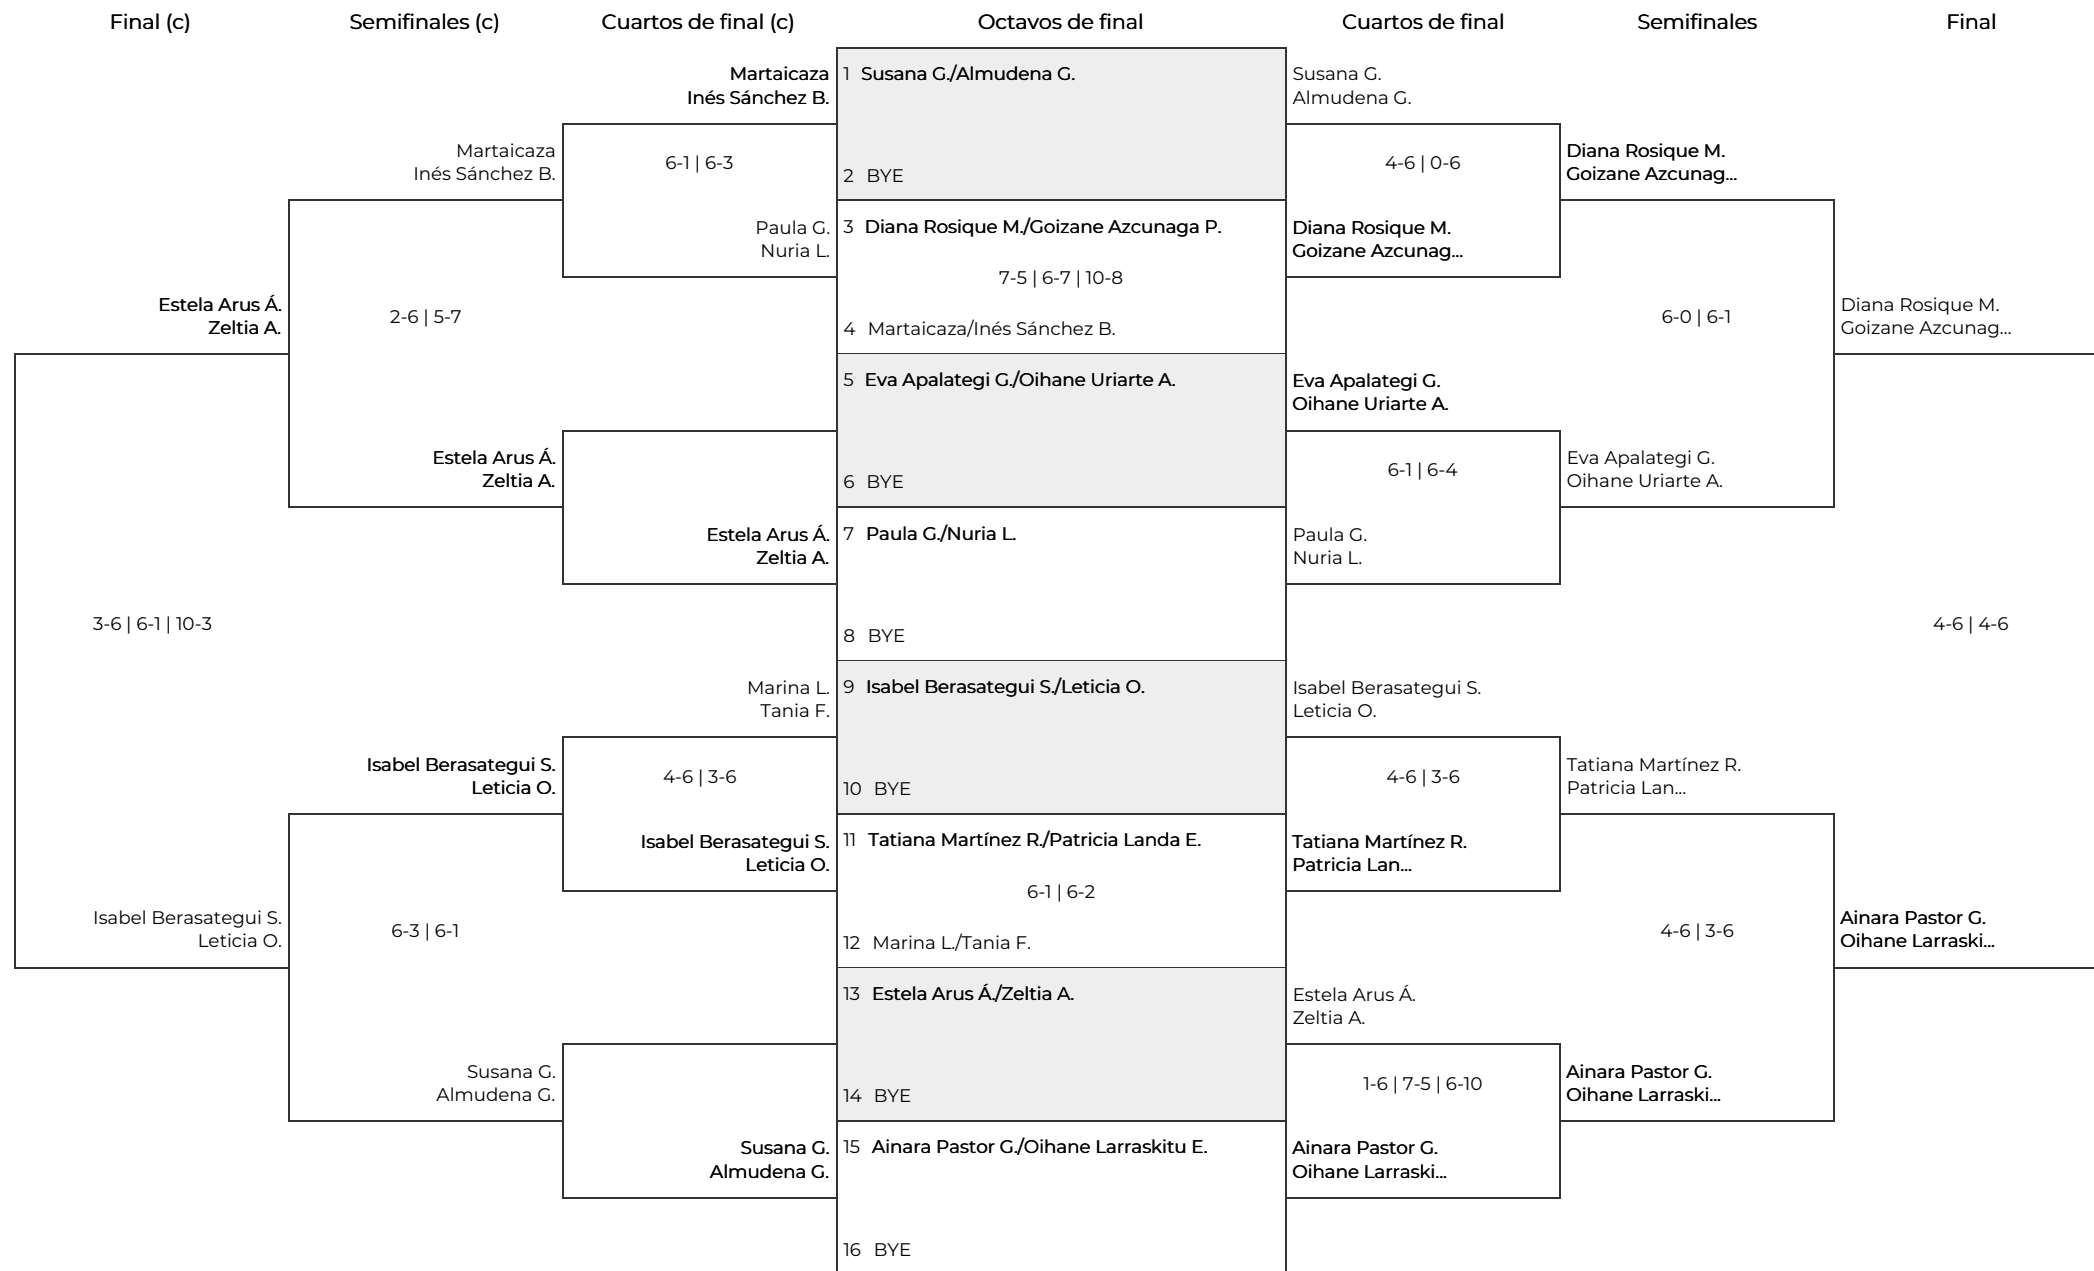 Final (c)
Semifinales (c)
Cuartos de final (c)
Octavos de final
Cuartos de final
Semifinales
Final
Estela Arus Á.
Zeltia A.
3-6 | 6-1 | 10-3
Isabel Berasategui S.
Leticia O.
Martaicaza
Inés Sánchez B.
2-6 | 5-7
Estela Arus Á.
Zeltia A.
Isabel Berasategui S.
Leticia O.
6-3 | 6-1
Susana G.
Almudena G.
Martaicaza
Inés Sánchez B.
6-1 | 6-3
Paula G.
Nuria L.
Estela Arus Á.
Zeltia A.
Marina L.
Tania F.
4-6 | 3-6
Isabel Berasategui S.
Leticia O.
Susana G.
Almudena G.
1 Susana G./Almudena G.
2 BYE
3 Diana Rosique M./Goizane Azcunaga P.
7-5 | 6-7 | 10-8
4 Martaicaza/Inés Sánchez B.
5 Eva Apalategi G./Oihane Uriarte A.
6 BYE
7 Paula G./Nuria L.
8 BYE
9 Isabel Berasategui S./Leticia O.
10 BYE
11 Tatiana Martínez R./Patricia Landa E.
6-1 | 6-2
12 Marina L./Tania F.
13 Estela Arus Á./Zeltia A.
14 BYE
15 Ainara Pastor G./Oihane Larraskitu E.
16 BYE
Susana G.
Almudena G.
4-6 | 0-6
Diana Rosique M.
Goizane Azcunag...
Eva Apalategi G.
Oihane Uriarte A.
6-1 | 6-4
Paula G.
Nuria L.
Isabel Berasategui S.
Leticia O.
4-6 | 3-6
Tatiana Martínez R.
Patricia Lan...
Estela Arus Á.
Zeltia A.
1-6 | 7-5 | 6-10
Ainara Pastor G.
Oihane Larraski...
Diana Rosique M.
Goizane Azcunag...
6-0 | 6-1
Eva Apalategi G.
Oihane Uriarte A.
Tatiana Martínez R.
Patricia Lan...
4-6 | 3-6
Ainara Pastor G.
Oihane Larraski...
Diana Rosique M.
Goizane Azcunag...
4-6 | 4-6
Ainara Pastor G.
Oihane Larraski...